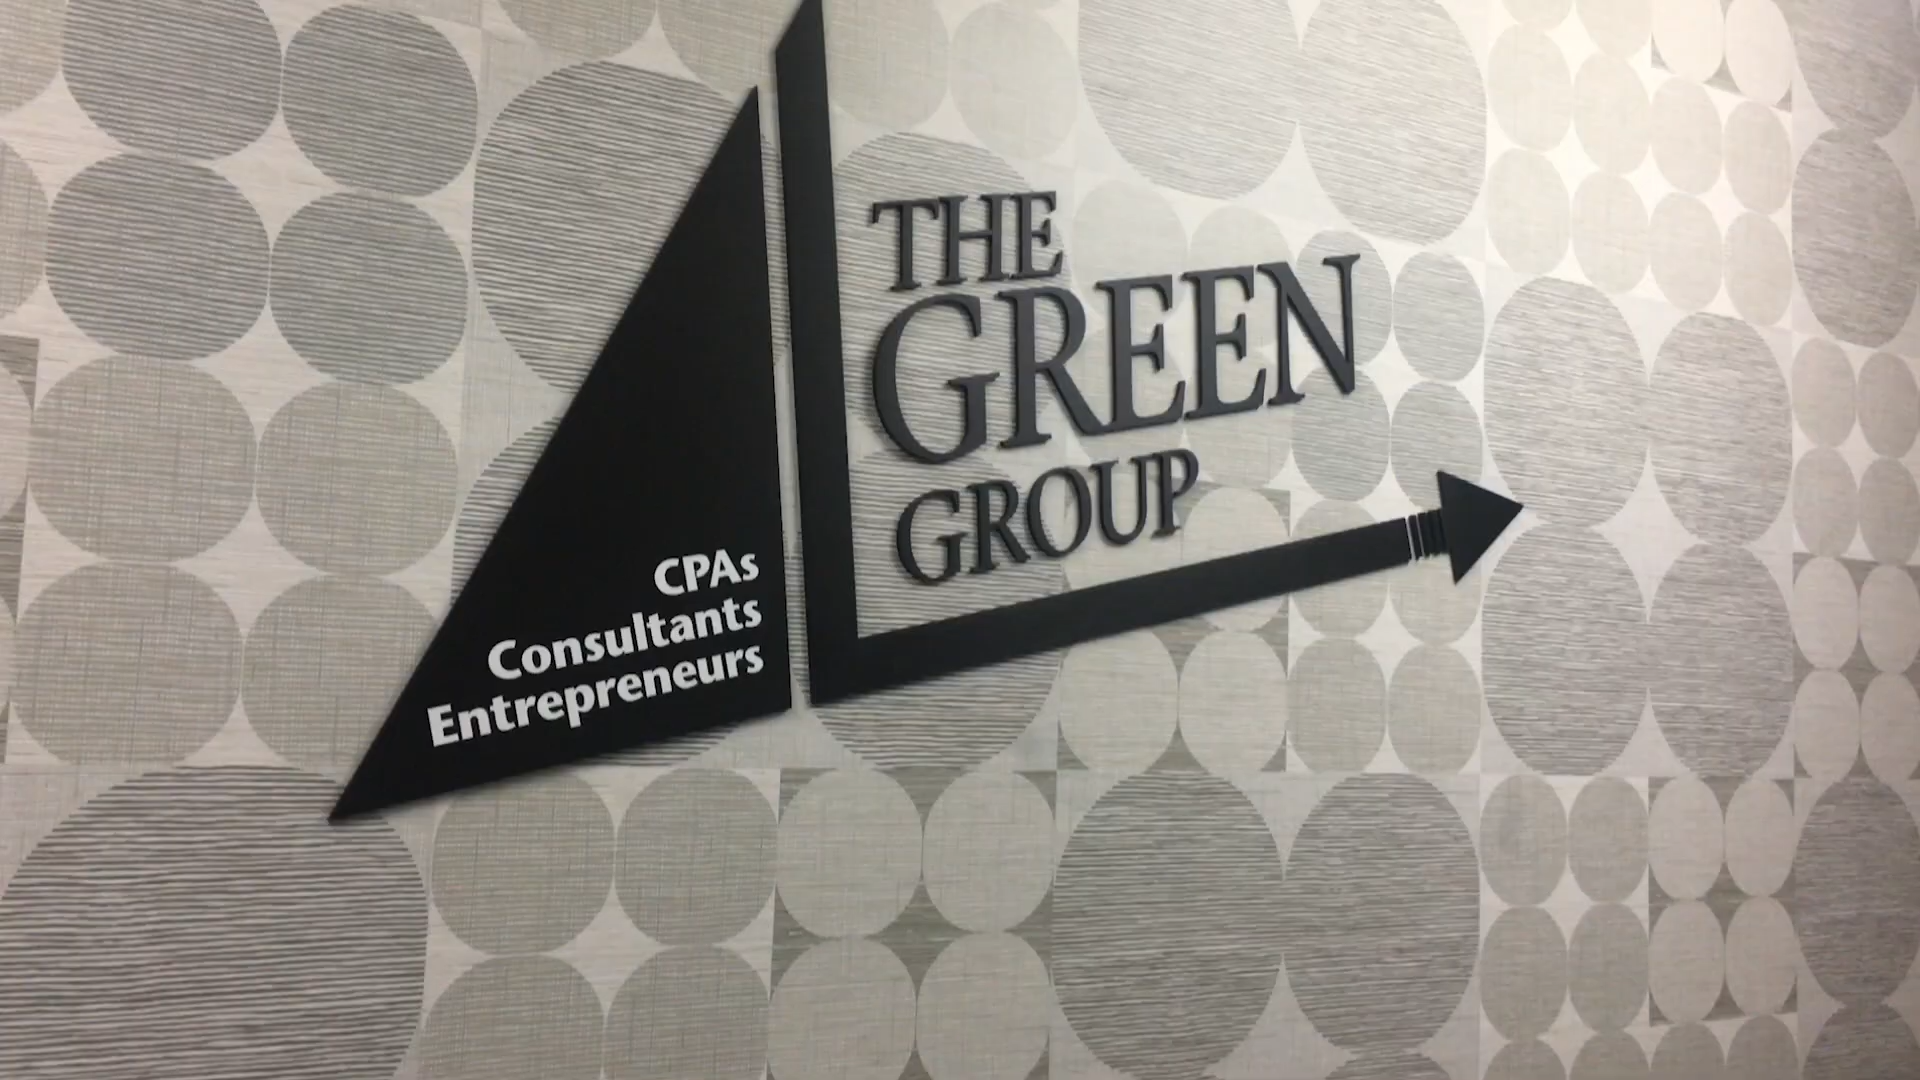 THE
GREEN
GROUP
CPAs
Consultants
Entrepreneurs